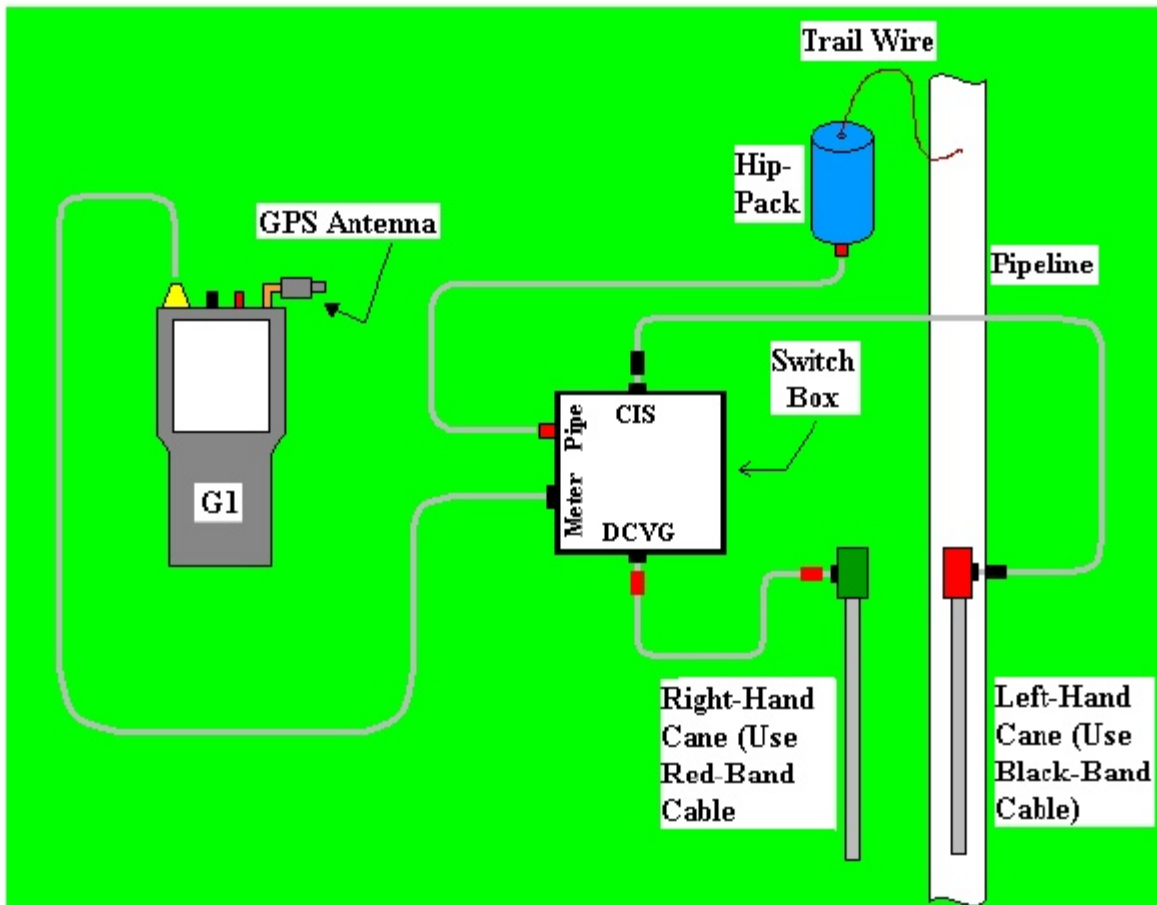 Trail Wire
Hip-
Pack
GPS Antenna
Pipeline
Switch
Box
CIS
Pipe
Meter
DCVG
G1
Right-Hand
Cane (Use
Red-Band
Cable
Left-Hand
Cane (Use
Black-Band
Cable)